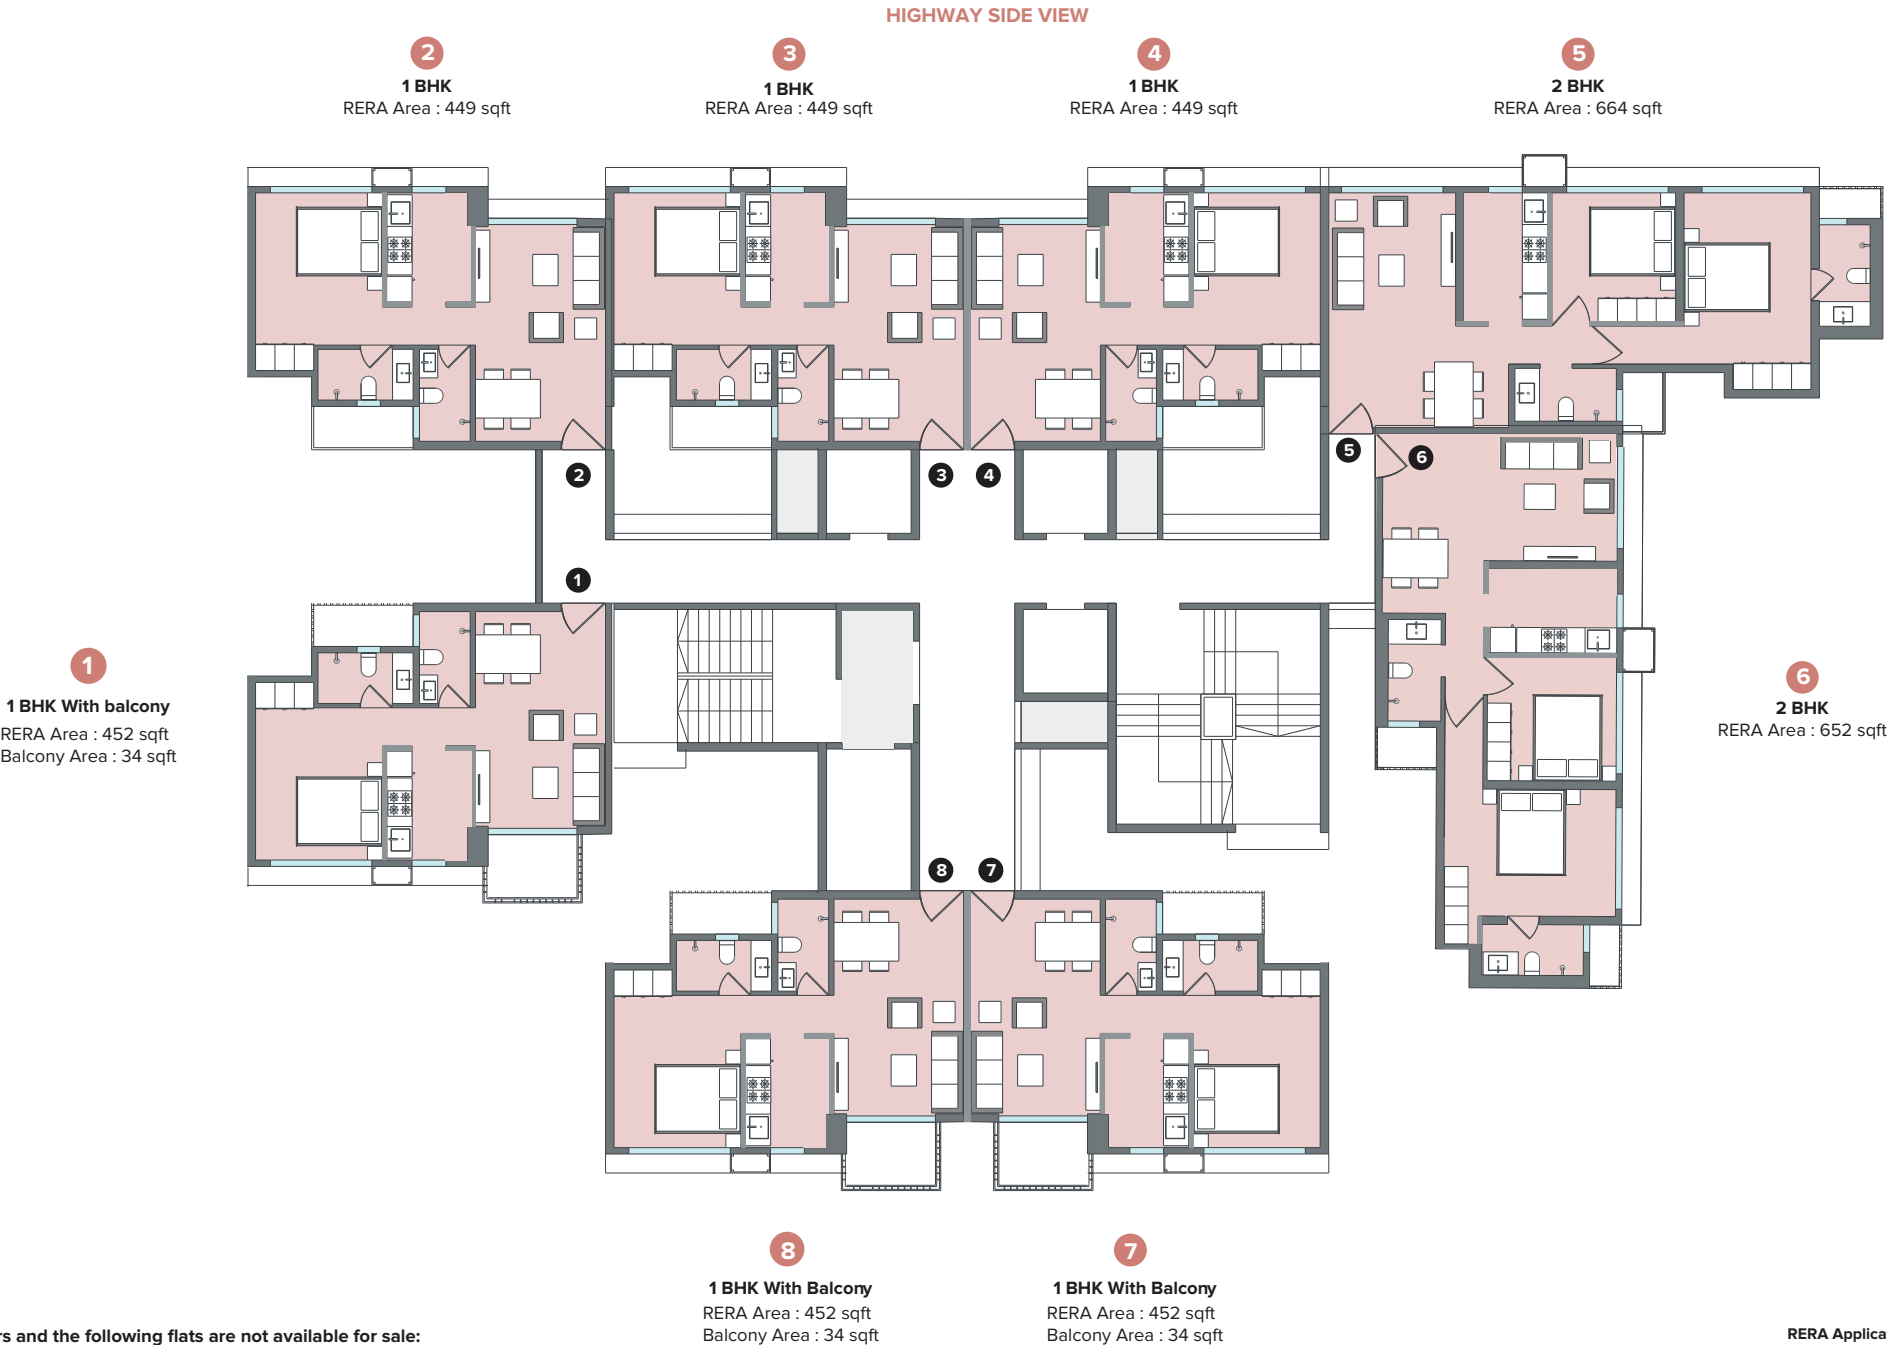 HIGHWAY SIDE VIEW
2
1 BHK
RERA Area : 449 sqft
3
1 BHK
RERA Area : 449 sqft
4
1 BHK
RERA Area : 449 sqft
5
2 BHK
RERA Area : 664 sqft
2
3
4
5
6
1
1
1 BHK With balcony
RERA Area : 452 sqft
Balcony Area : 34 sqft
6
2 BHK
RERA Area : 652 sqft
8
7
8
1 BHK With Balcony
RERA Area : 452 sqft
Balcony Area : 34 sqft
7
1 BHK With Balcony
RERA Area : 452 sqft
Balcony Area : 34 sqft
rs and the following flats are not available for sale:
RERA Applica